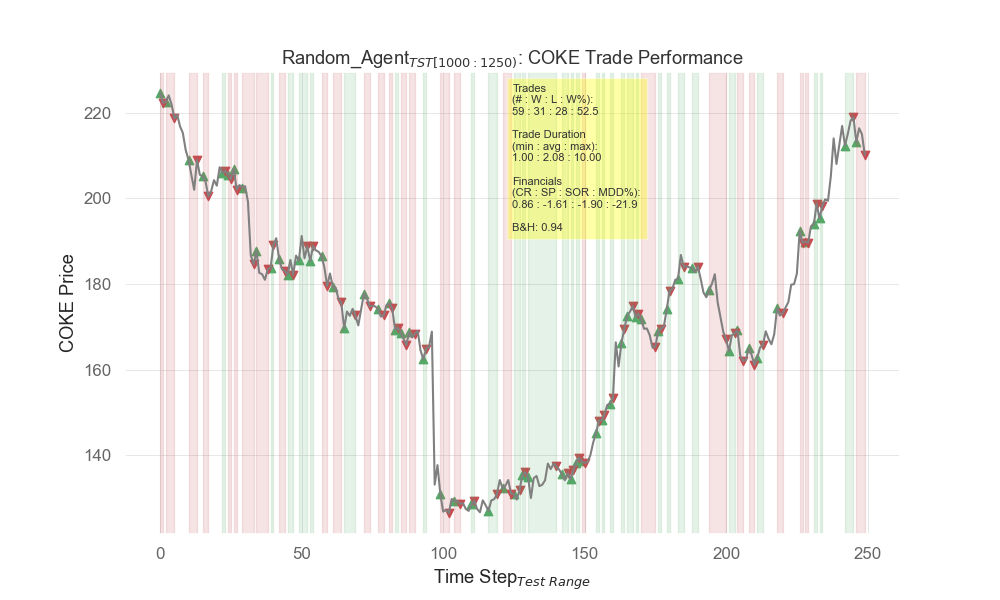 Random_Agent_TST[1000:1250]: COKE Trade Performance
Trades
(# : W : L : W%):
59 : 31 : 28 : 52.5
Trade Duration
(min : avg : max):
1.00 : 2.08 : 10.00
Financials
(CR : SP : SOR : MDD%):
0.86 : -1.61 : -1.90 : -21.9
B&H: 0.94
COKE Price
220
200
180
160
140
0 50 100 150 200 250
Time Step_Test Range